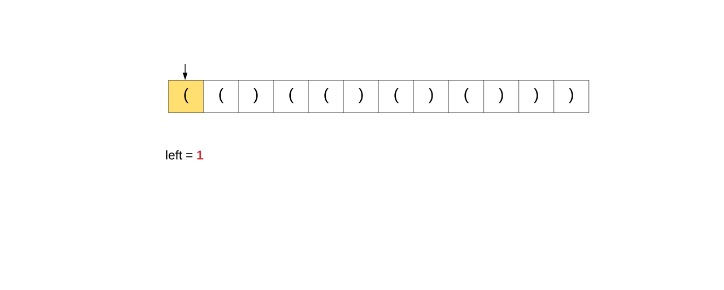 ( ( ) ( ( ) ( ) ( ) ) )
left = 1